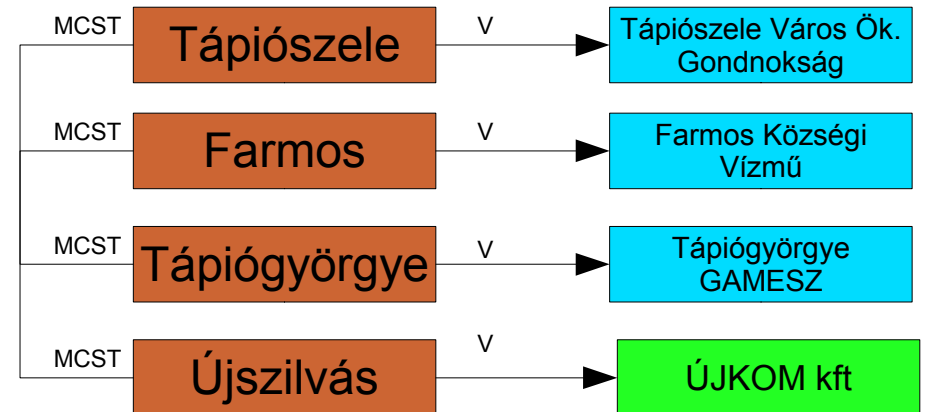 MCST
Tápiószele
V
Tápiószele Város Ök.
Gondnokság
MCST
Farmos
V
Farmos Községi
Vízmű
MCST
Tápiógyörgye
V
Tápiógyörgye
GAMESZ
MCST
Újszilvás
V
ÚJKOM kft